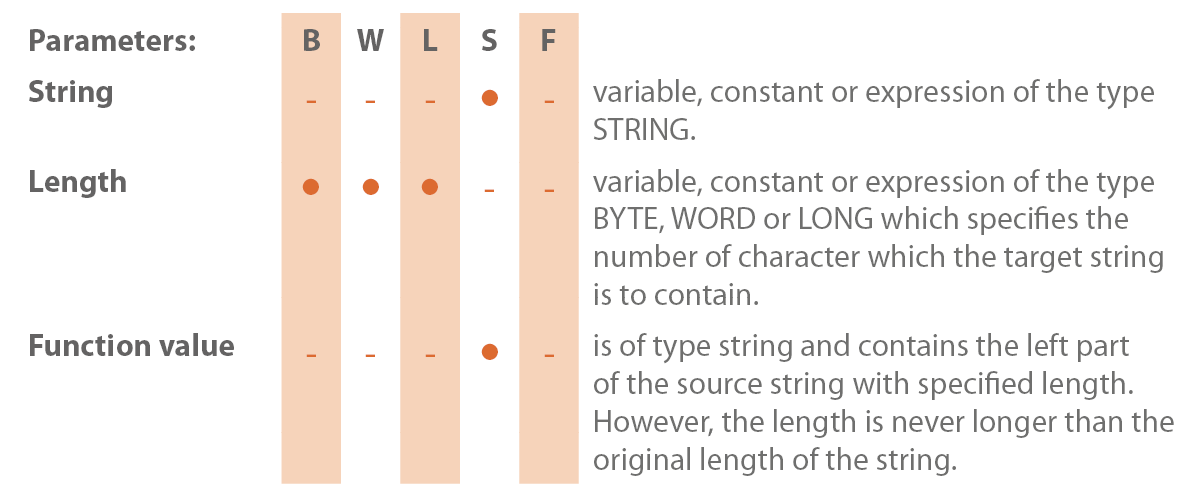 Parameters: B W L S F
String - - - ● - variable, constant or expression of the type
STRING.
Length ● ● ● - - variable, constant or expression of the type
BYTE, WORD or LONG which specifies the
number of character which the target string
is to contain.
Function value - - - ● - is of type string and contains the left part
of the source string with specified length.
However, the length is never longer than the
original length of the string.